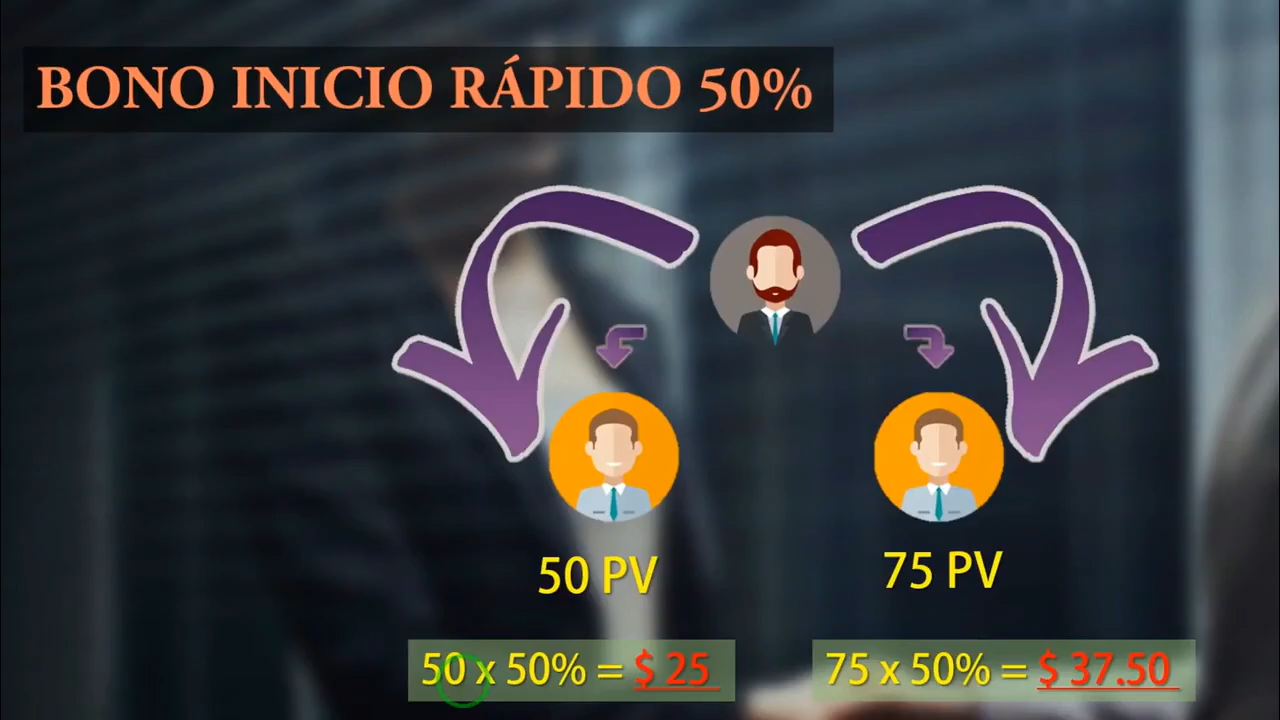 BONO INICIO RÁPIDO 50%
50 PV
75 PV
50 x 50% = $ 25
75 x 50% = $ 37.50